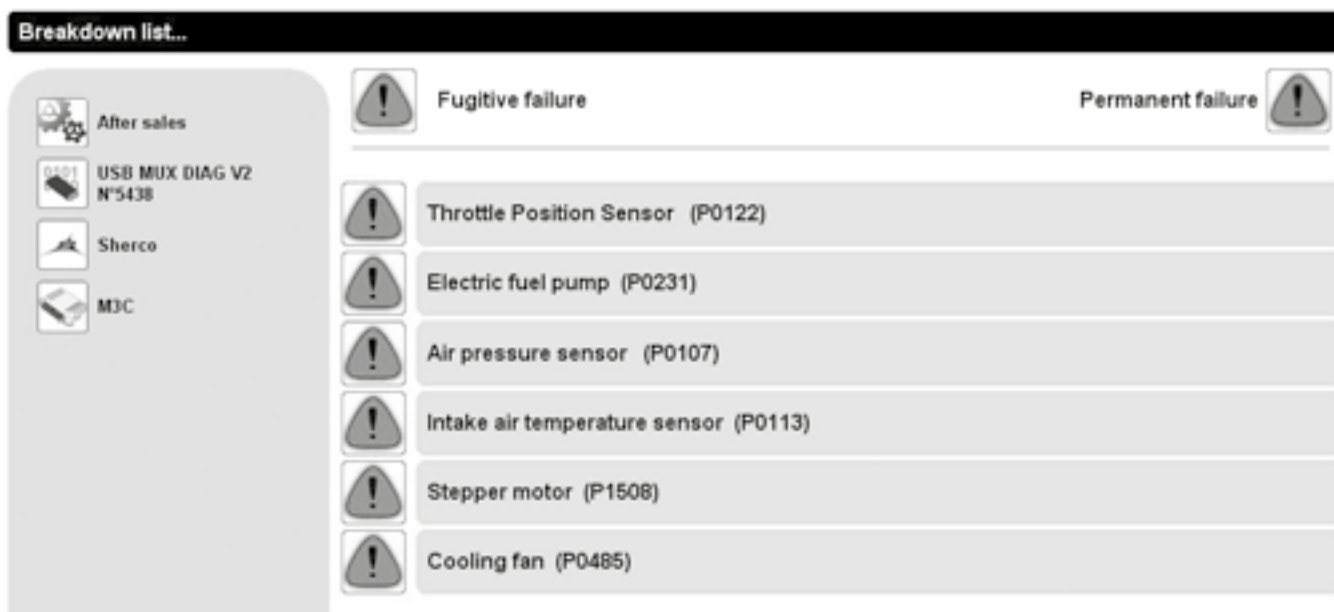 Breakdown list...
After sales
USB MUX DIAG V2
N°5438
Sherco
M3C
Fugitive failure
Permanent failure
Throttle Position Sensor (P0122)
Electric fuel pump (P0231)
Air pressure sensor (P0107)
Intake air temperature sensor (P0113)
Stepper motor (P1508)
Cooling fan (P0485)